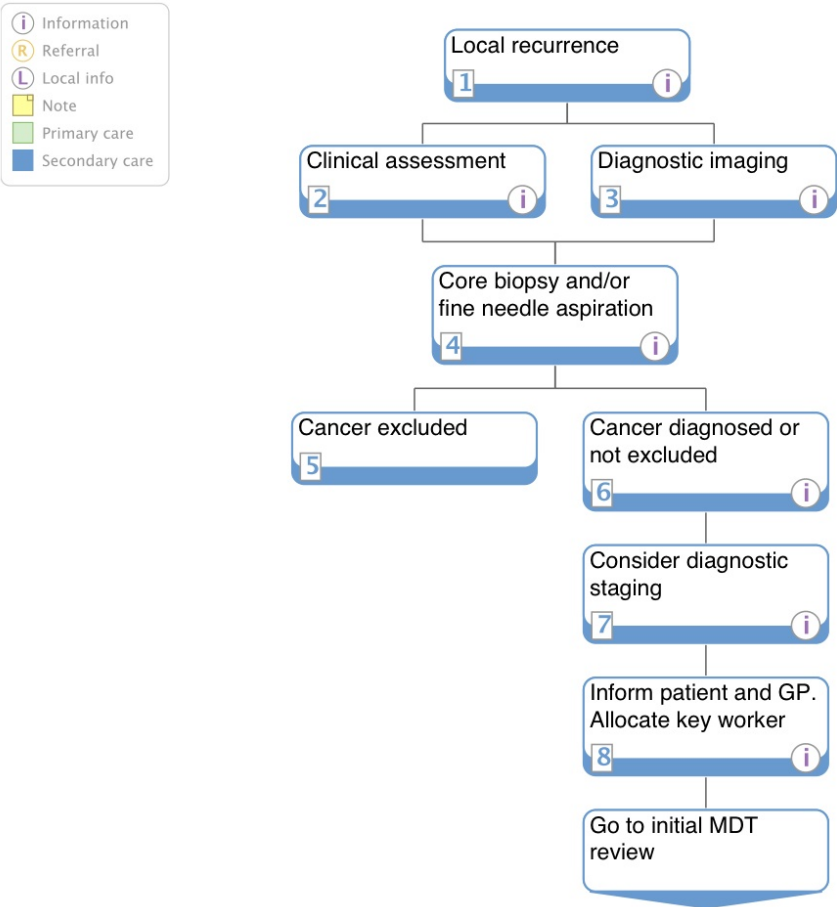 Information
Referral
Local info
Note
Primary care
Secondary care
Local recurrence
1
i
Clinical assessment
2
i
Diagnostic imaging
3
i
Core biopsy and/or
fine needle aspiration
4
i
Cancer excluded
5
Cancer diagnosed or
not excluded
6
i
Consider diagnostic
staging
7
i
Inform patient and GP.
Allocate key worker
8
i
Go to initial MDT
review